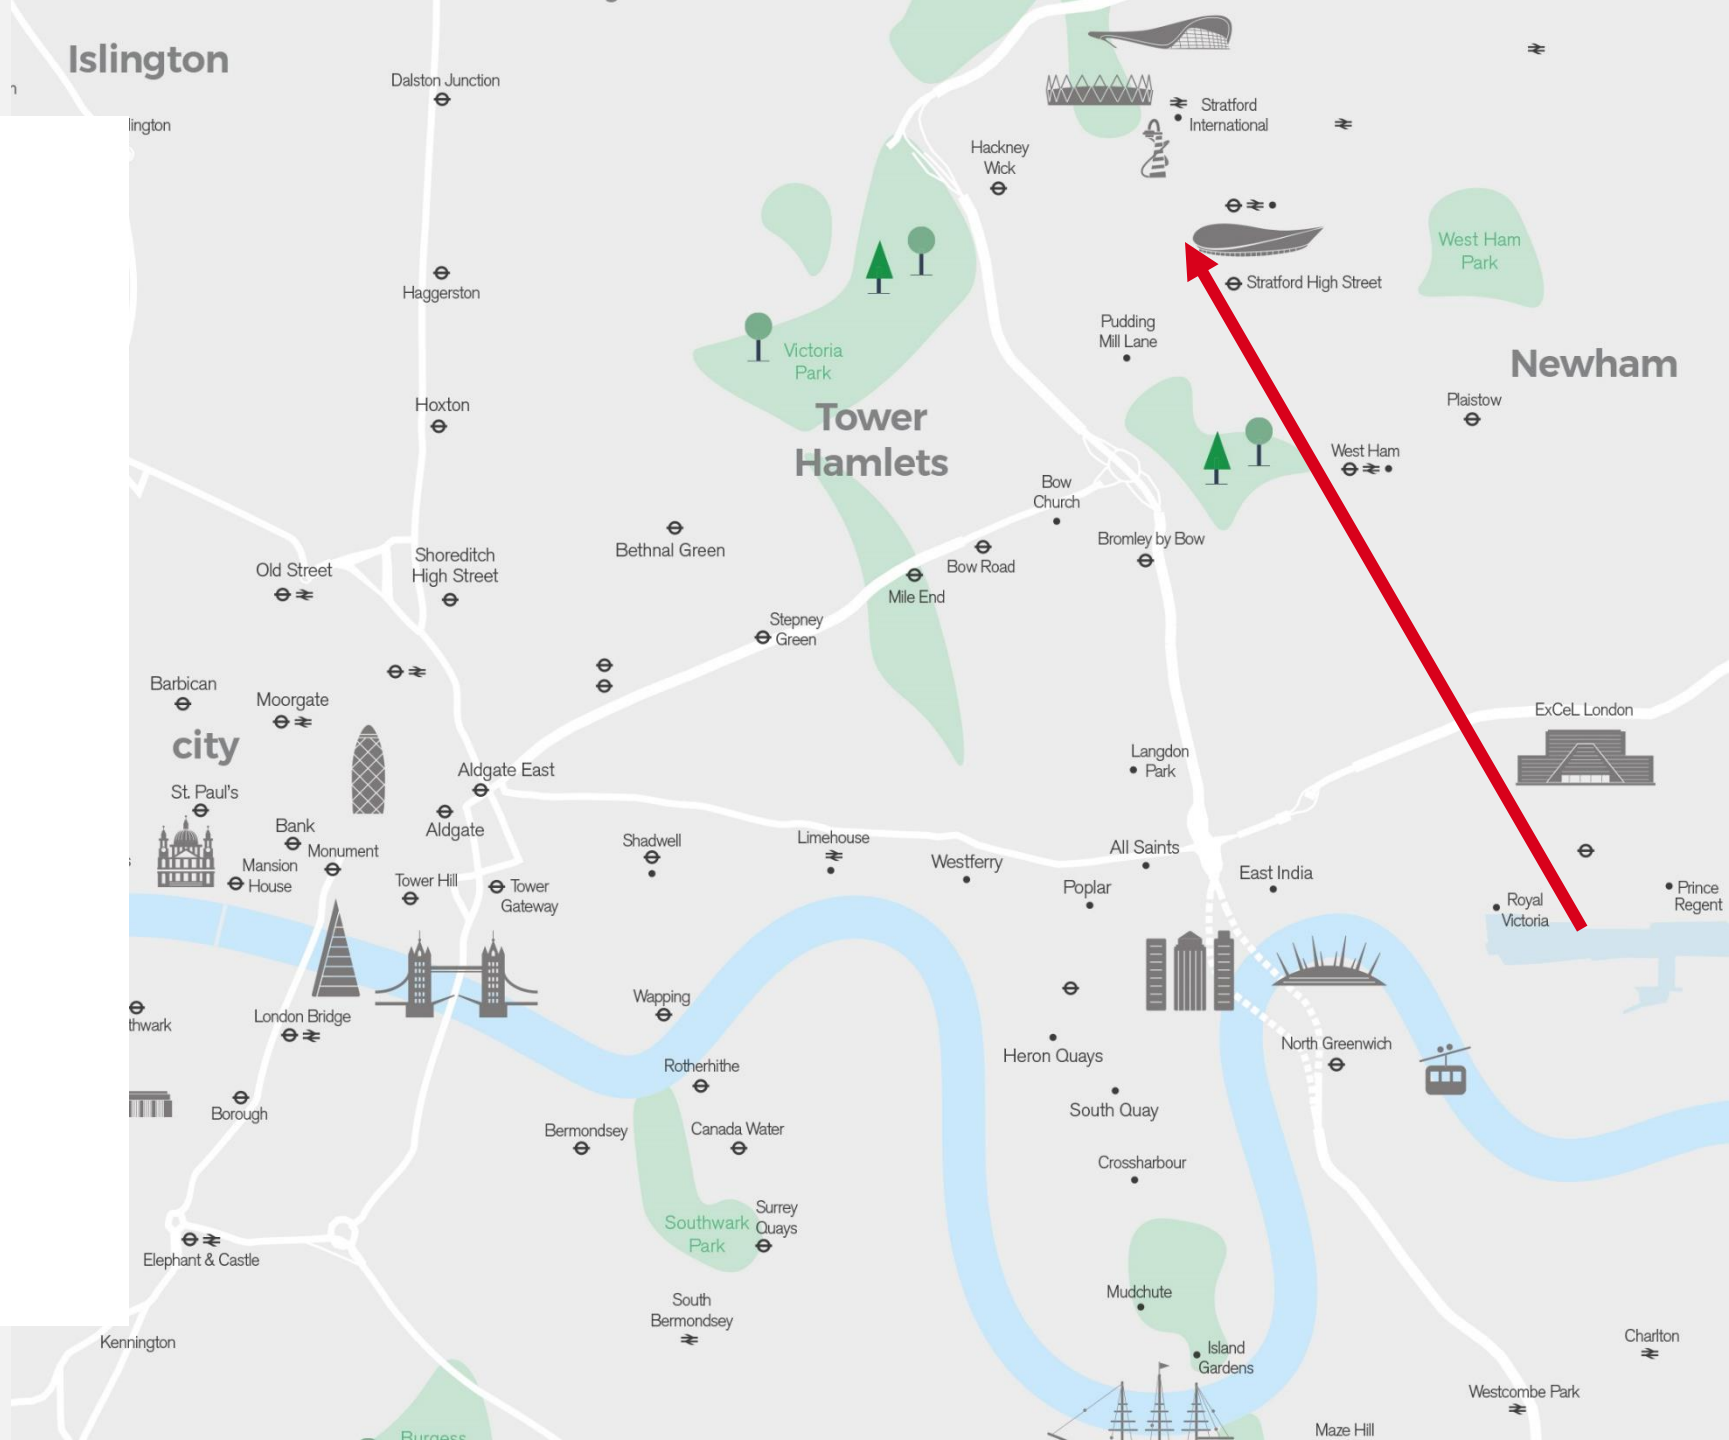 Islington
Dalston Junction
lington
Stratford
International
Hackney
Wick
West Ham
Park
Haggerston
Stratford High Street
Pudding
Mill Lane
Victoria
Park
Newham
Plaistow
Hoxton
Tower
Hamlets
West Ham
Bow
Church
Bethnal Green
Bromley by Bow
Bow Road
Old Street
Shoreditch
High Street
Mile End
Stepney
Green
Barbican
Moorgate
city
ExCeL London
Langdon
Park
Aldgate East
St. Paul's
Bank
Aldgate
Monument
Mansion
House
Shadwell
Limehouse
Westferry
All Saints
East India
Poplar
Tower Hill
Tower
Gateway
Royal
Victoria
Prince
Regent
Wapping
thwark
London Bridge
Heron Quays
North Greenwich
Rotherhithe
Borough
South Quay
Bermondsey
Canada Water
Crossharbour
Southwark
Park
Surrey
Quays
Elephant & Castle
Mudchute
South
Bermondsey
Kennington
Island
Gardens
Charlton
Westcombe Park
Maze Hill
Burgess